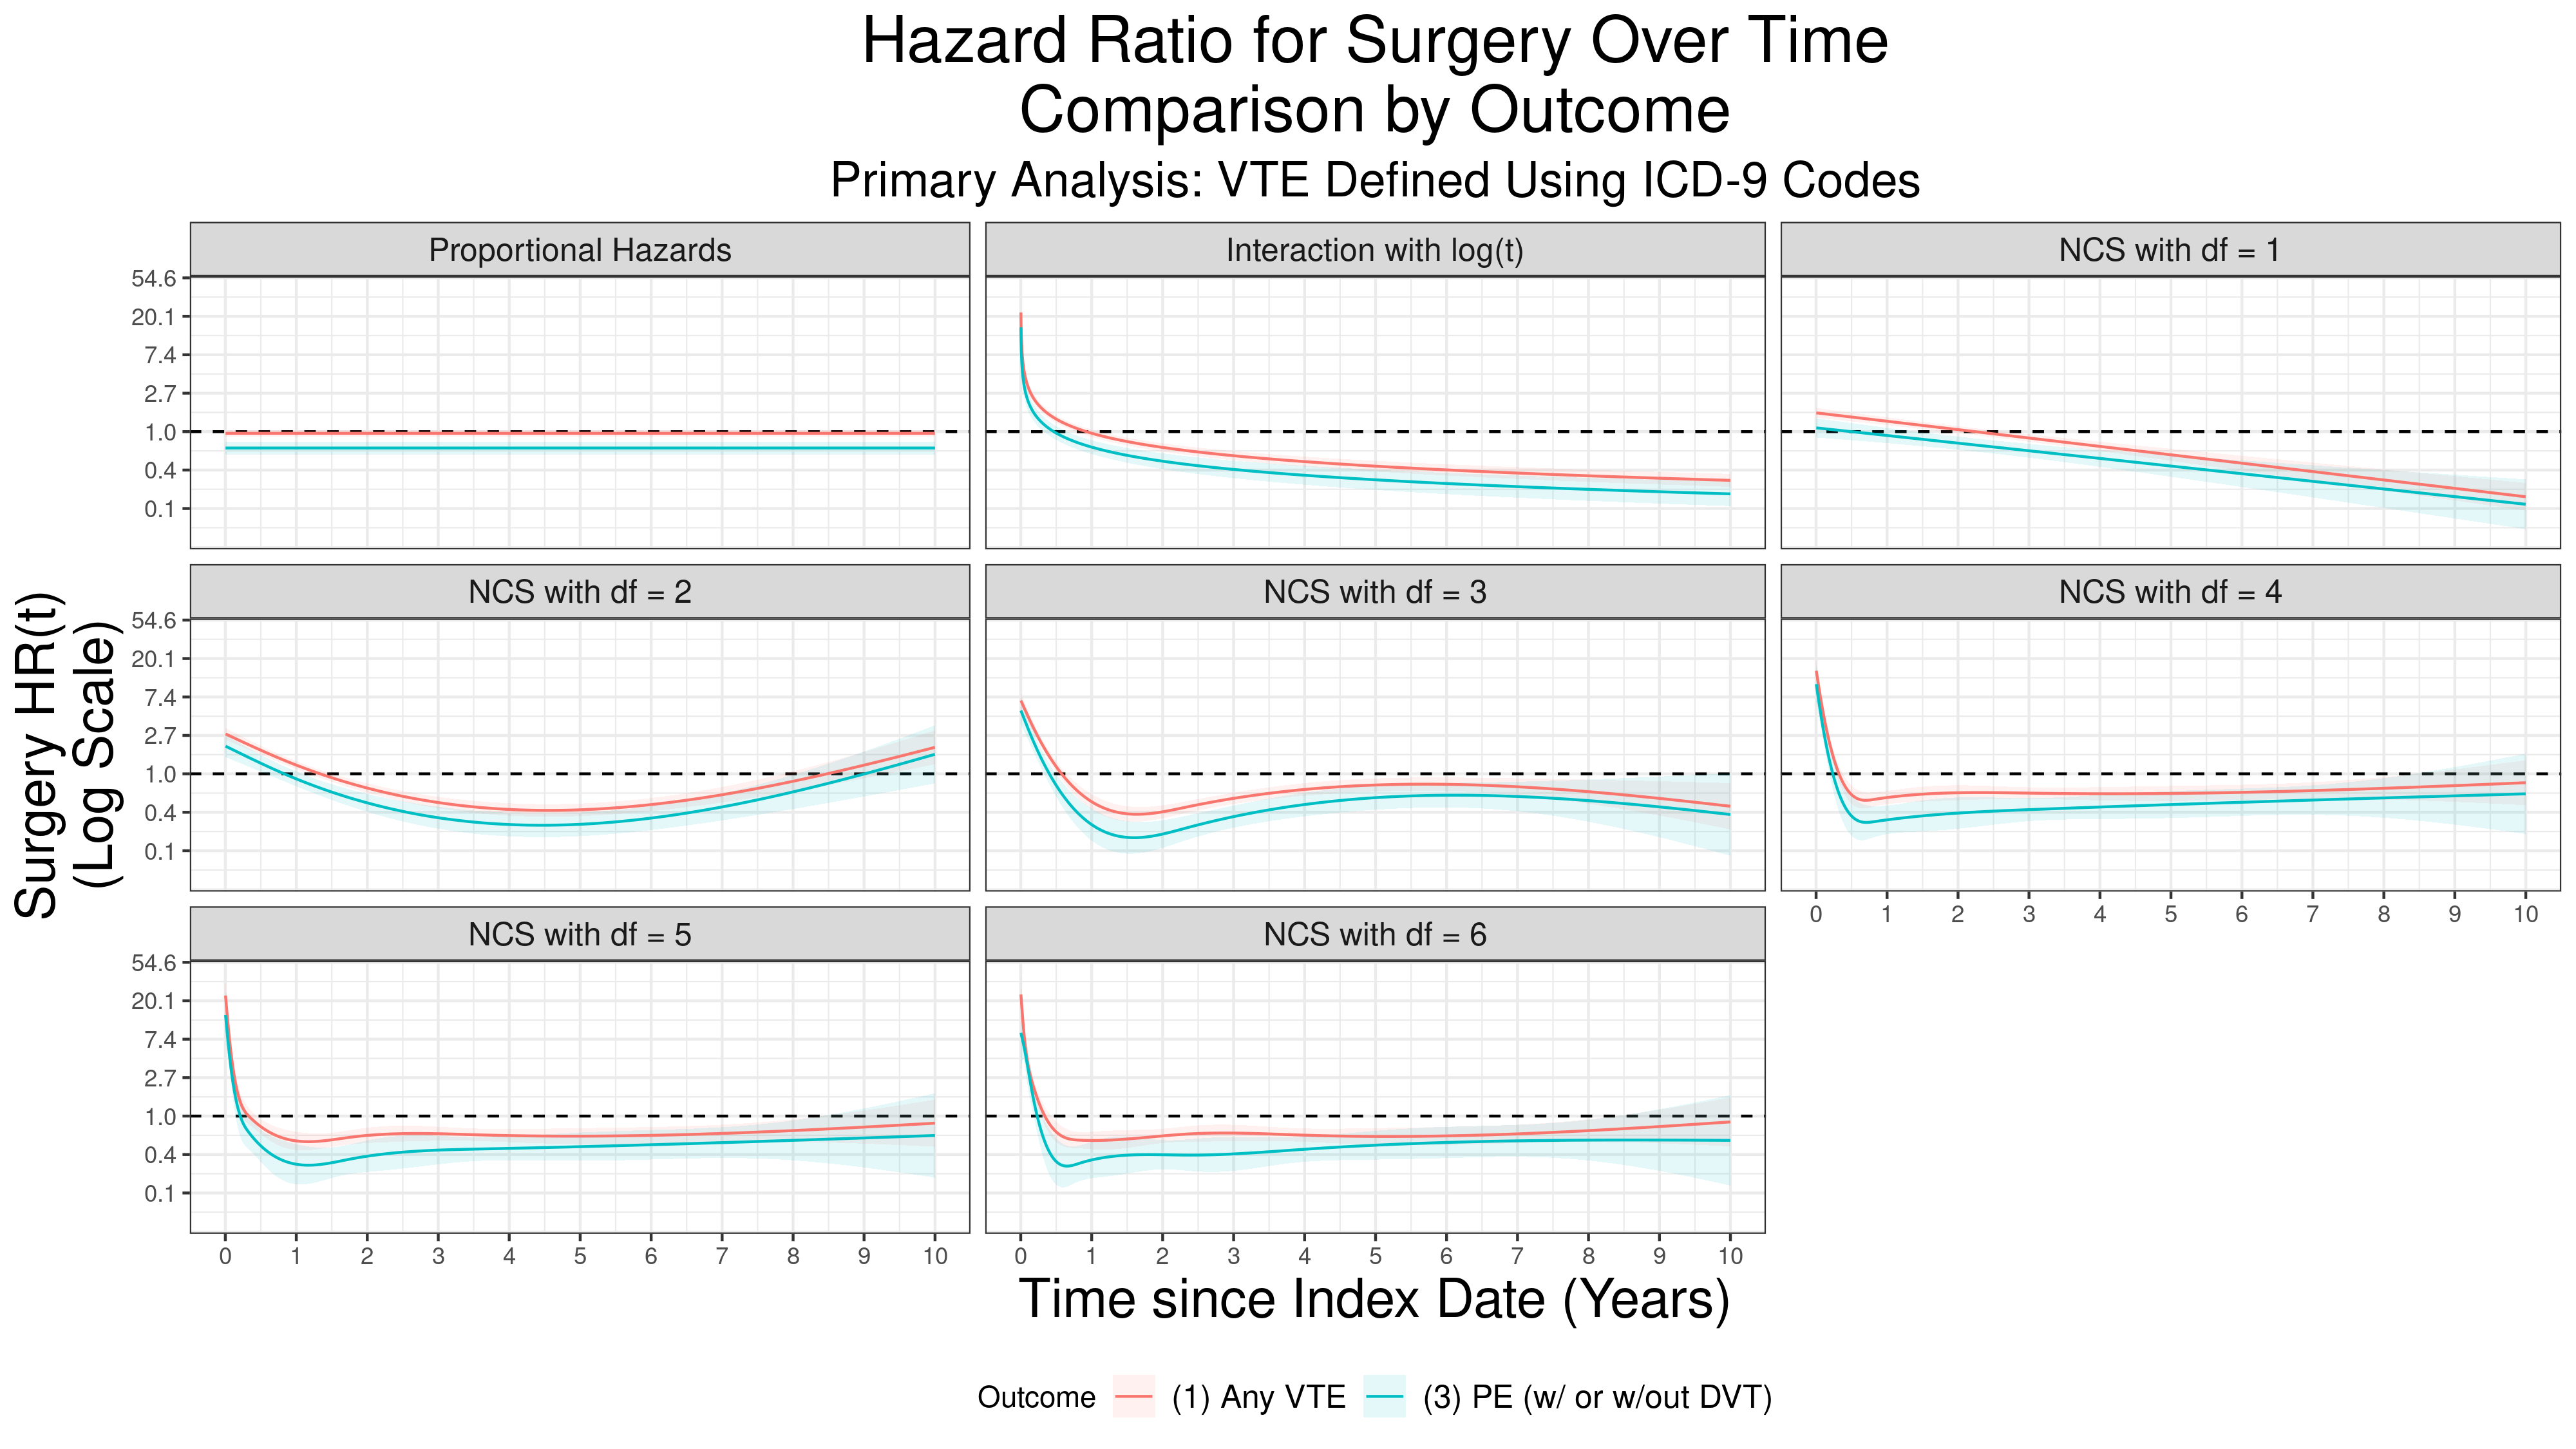 Hazard Ratio for Surgery Over Time
Comparison by Outcome
Primary Analysis: VTE Defined Using ICD-9 Codes
Surgery HR(t)
(Log Scale)
Proportional Hazards
Interaction with log(t)
NCS with df = 1
54.6
20.1
7.4
2.7
1.0
0.4
0.1
NCS with df = 2
NCS with df = 3
NCS with df = 4
54.6
20.1
7.4
2.7
1.0
0.4
0.1
0 1 2 3 4 5 6 7 8 9 10
NCS with df = 5
NCS with df = 6
54.6
20.1
7.4
2.7
1.0
0.4
0.1
0 1 2 3 4 5 6 7 8 9 10
0 1 2 3 4 5 6 7 8 9 10
Time since Index Date (Years)
Outcome (1) Any VTE (3) PE (w/ or w/out DVT)